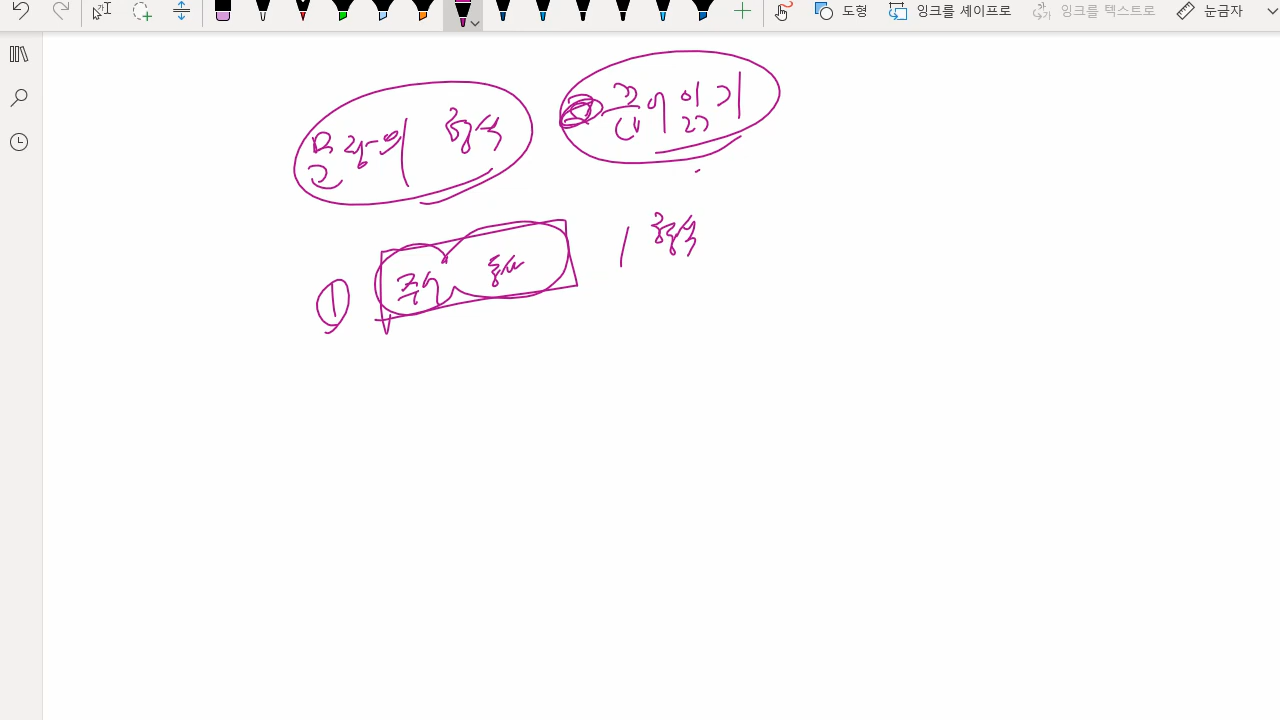 도형 잉크를 셰이프로 잉크를 텍스트로 눈금자
문장의 형식 끊어 읽기
① 주어 동사 / 형식